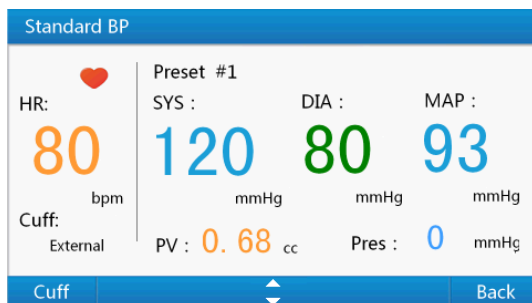 Standard BP
Preset #1
HR:
SYS :
DIA :
MAP :
80
120
80
93
bpm
mmHg
mmHg
mmHg
Cuff:
External
PV : 0.68 cc
Pres : 0 mmHg
Cuff
Back